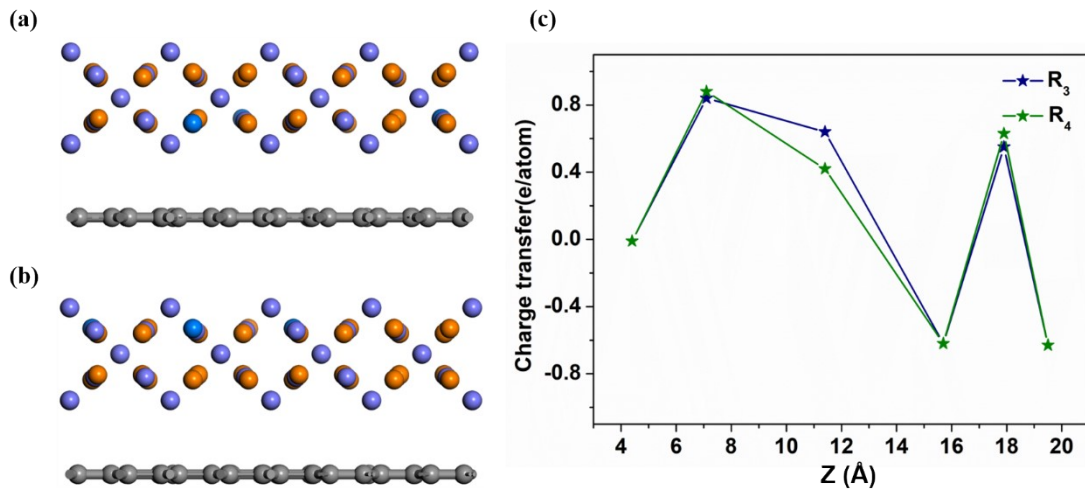 (a)
(b)
(c)
R3
R4
Charge transfer(e/atom)
0.8
0.4
0.0
-0.4
-0.8
4 6 8 10 12 14 16 18 20
Z (Å)